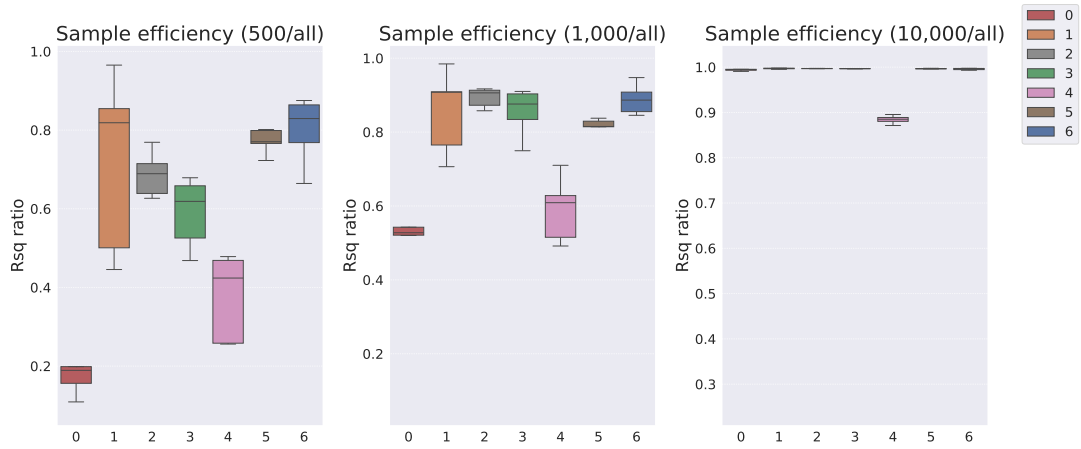 Sample efficiency (500/all)
Rsq ratio
1.0
0.8
0.6
0.4
0.2
0 1 2 3 4 5 6
Sample efficiency (1,000/all)
Rsq ratio
1.0
0.8
0.6
0.4
0.2
0 1 2 3 4 5 6
Sample efficiency (10,000/all)
Rsq ratio
1.0
0.9
0.8
0.7
0.6
0.5
0.4
0.3
0 1 2 3 4 5 6
0
1
2
3
4
5
6